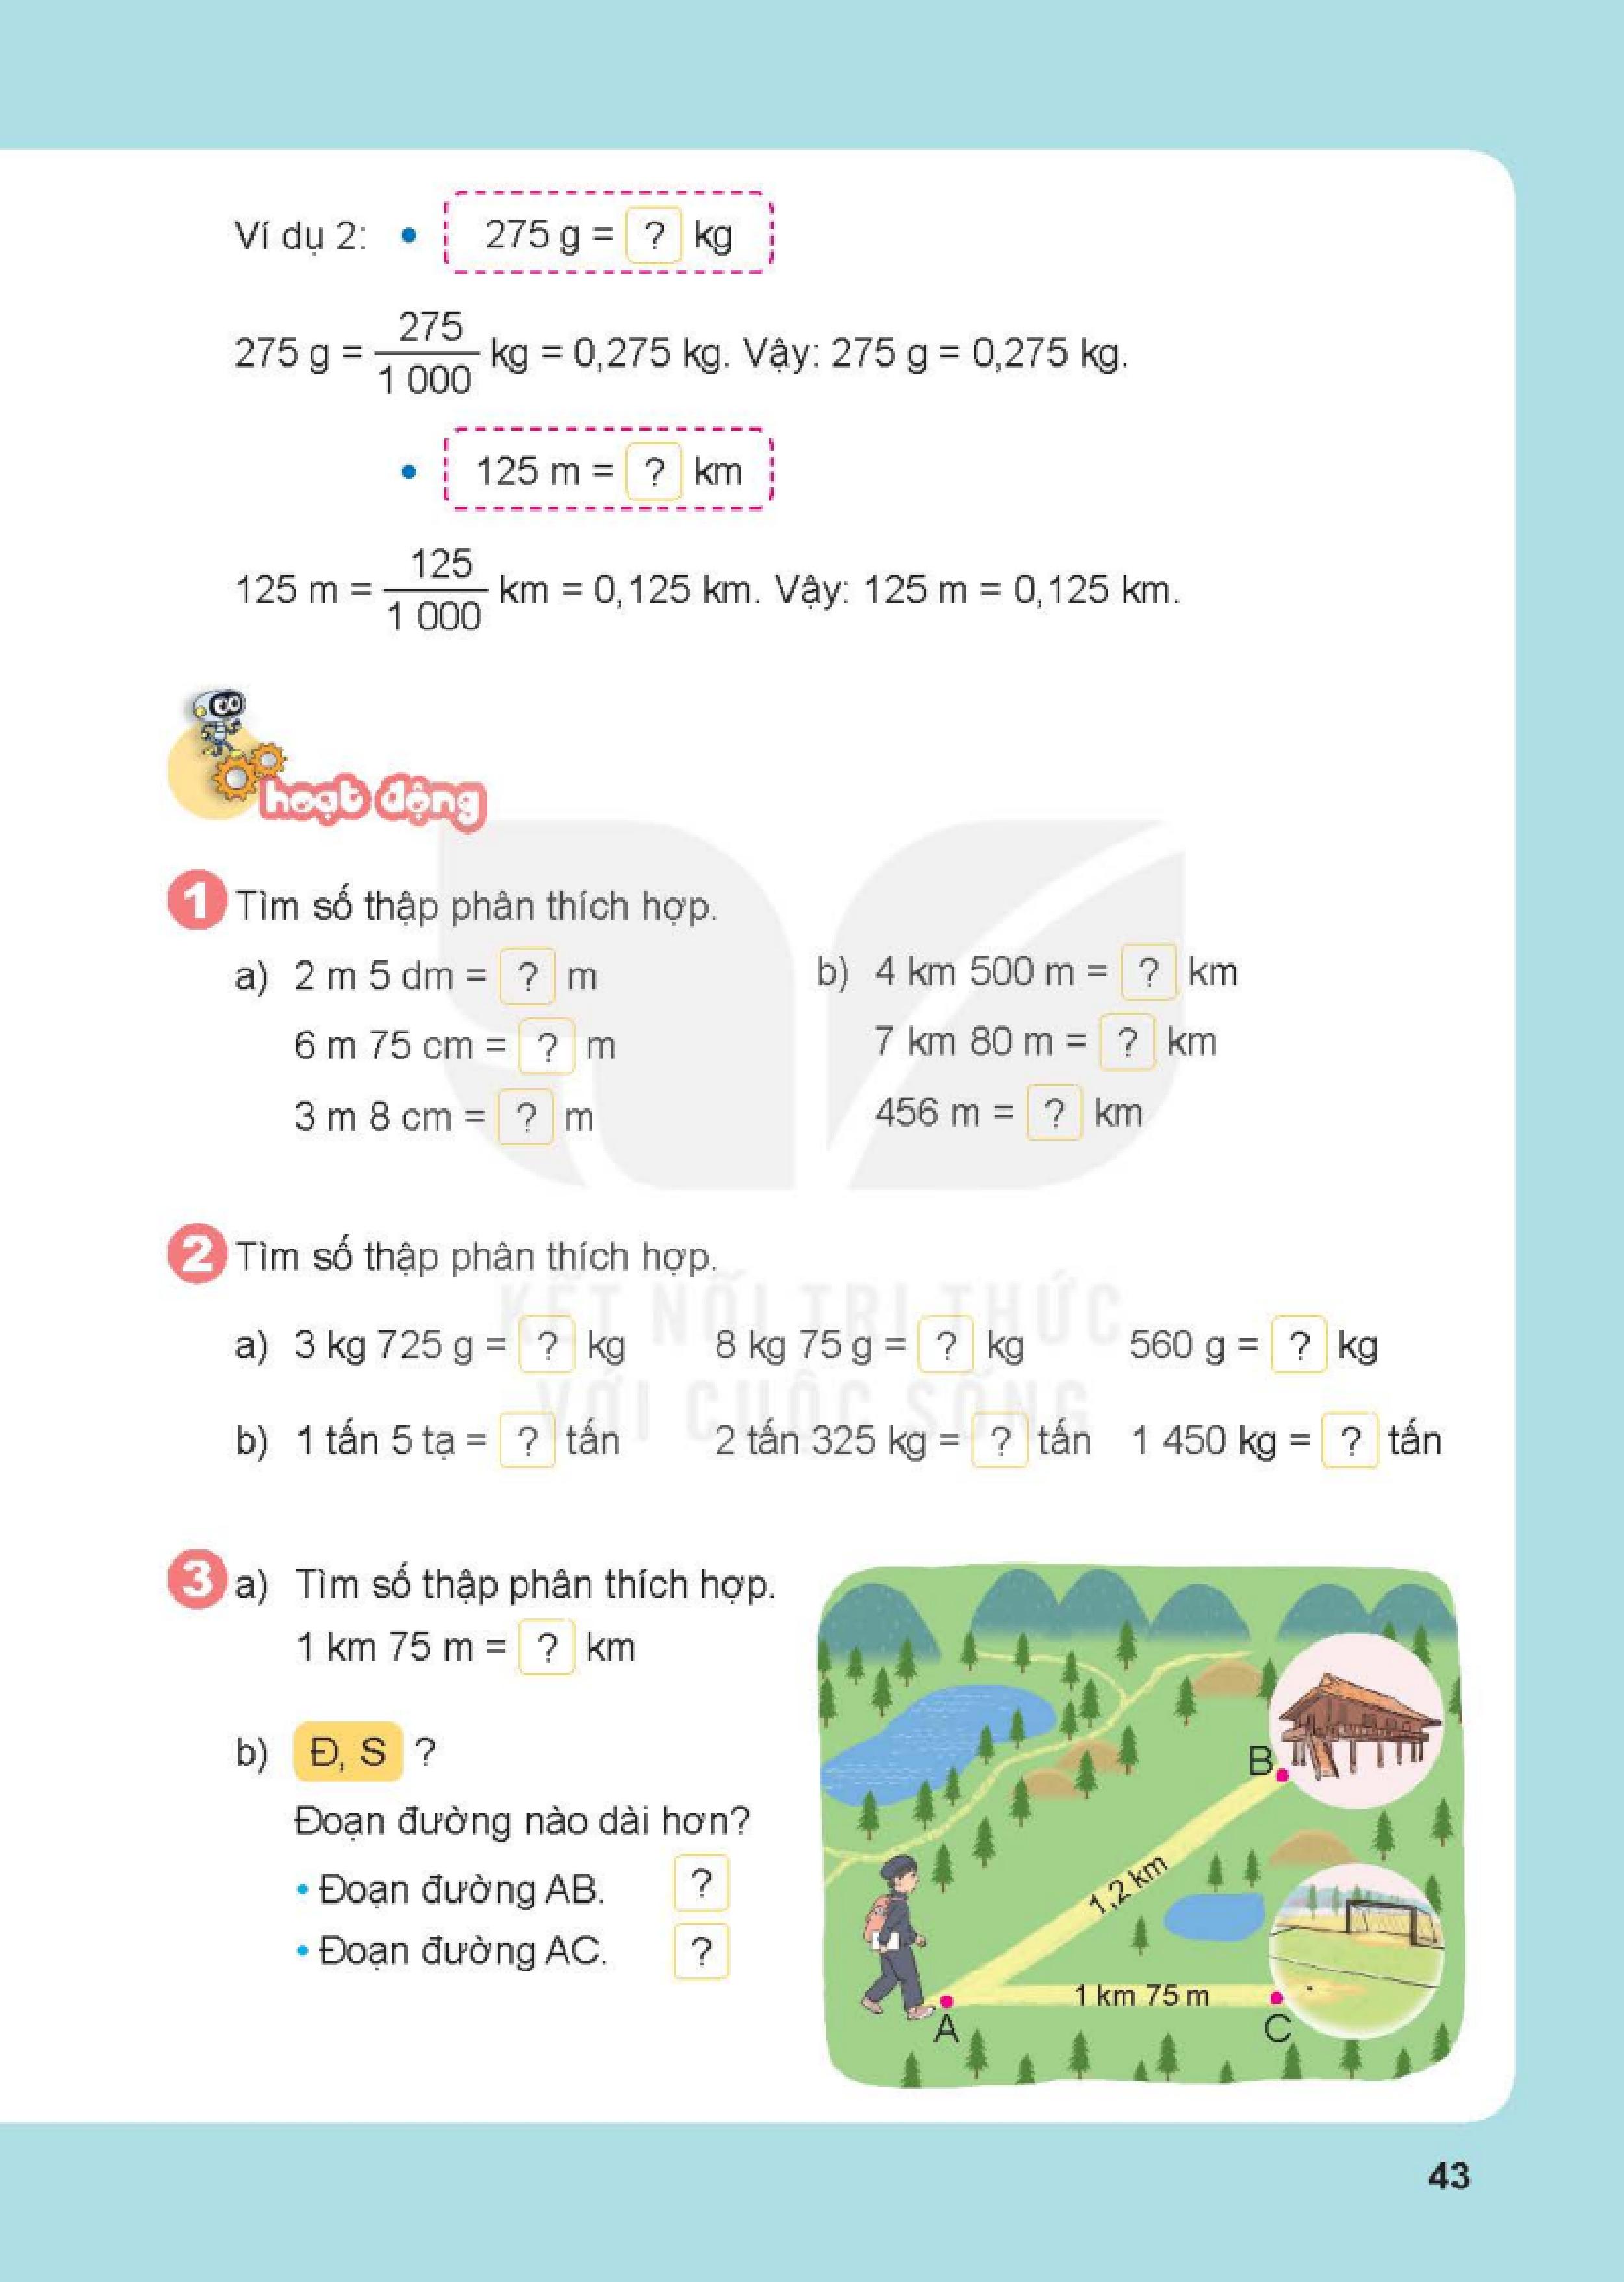 Ví dụ 2: • 275 g = ? kg
275 g = 275/1 000 kg = 0,275 kg. Vậy: 275 g = 0,275 kg.
• 125 m = ? km
125 m = 125/1 000 km = 0,125 km. Vậy: 125 m = 0,125 km.
hoạt động
1 Tìm số thập phân thích hợp.
a) 2 m 5 dm = ? m
6 m 75 cm = ? m
3 m 8 cm = ? m
b) 4 km 500 m = ? km
7 km 80 m = ? km
456 m = ? km
2 Tìm số thập phân thích hợp.
a) 3 kg 725 g = ? kg 8 kg 75 g = ? kg 560 g = ? kg
b) 1 tấn 5 tạ = ? tấn 2 tấn 325 kg = ? tấn 1 450 kg = ? tấn
KẾT NỐI TRI THỨC
VỚI CUỘC SỐNG
3 a) Tìm số thập phân thích hợp.
1 km 75 m = ? km
b) Đ, S ?
Đoạn đường nào dài hơn?
• Đoạn đường AB. ?
• Đoạn đường AC. ?
B
1,2 km
1 km 75 m
A
C
43